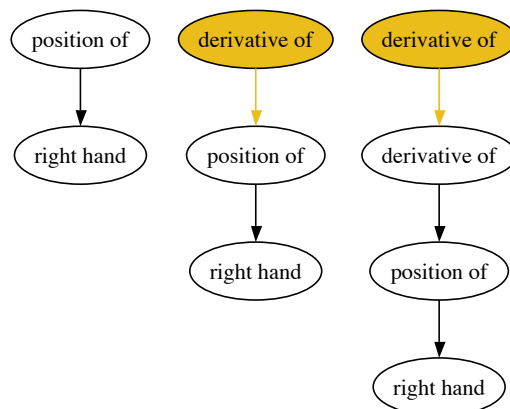 position of
right hand
derivative of
position of
right hand
derivative of
derivative of
position of
right hand